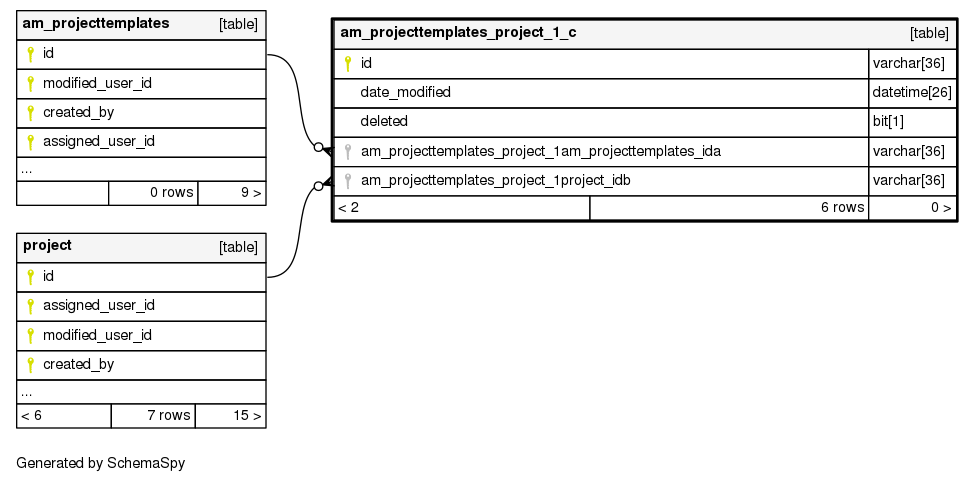 am_projecttemplates [table]
id
modified_user_id
created_by
assigned_user_id
...
0 rows 9 >
project [table]
id
assigned_user_id
modified_user_id
created_by
...
< 6 7 rows 15 >
am_projecttemplates_project_1_c [table]
id varchar[36]
date_modified datetime[26]
deleted bit[1]
am_projecttemplates_project_1am_projecttemplates_ida varchar[36]
am_projecttemplates_project_1project_idb varchar[36]
< 2 6 rows 0 >
Generated by SchemaSpy